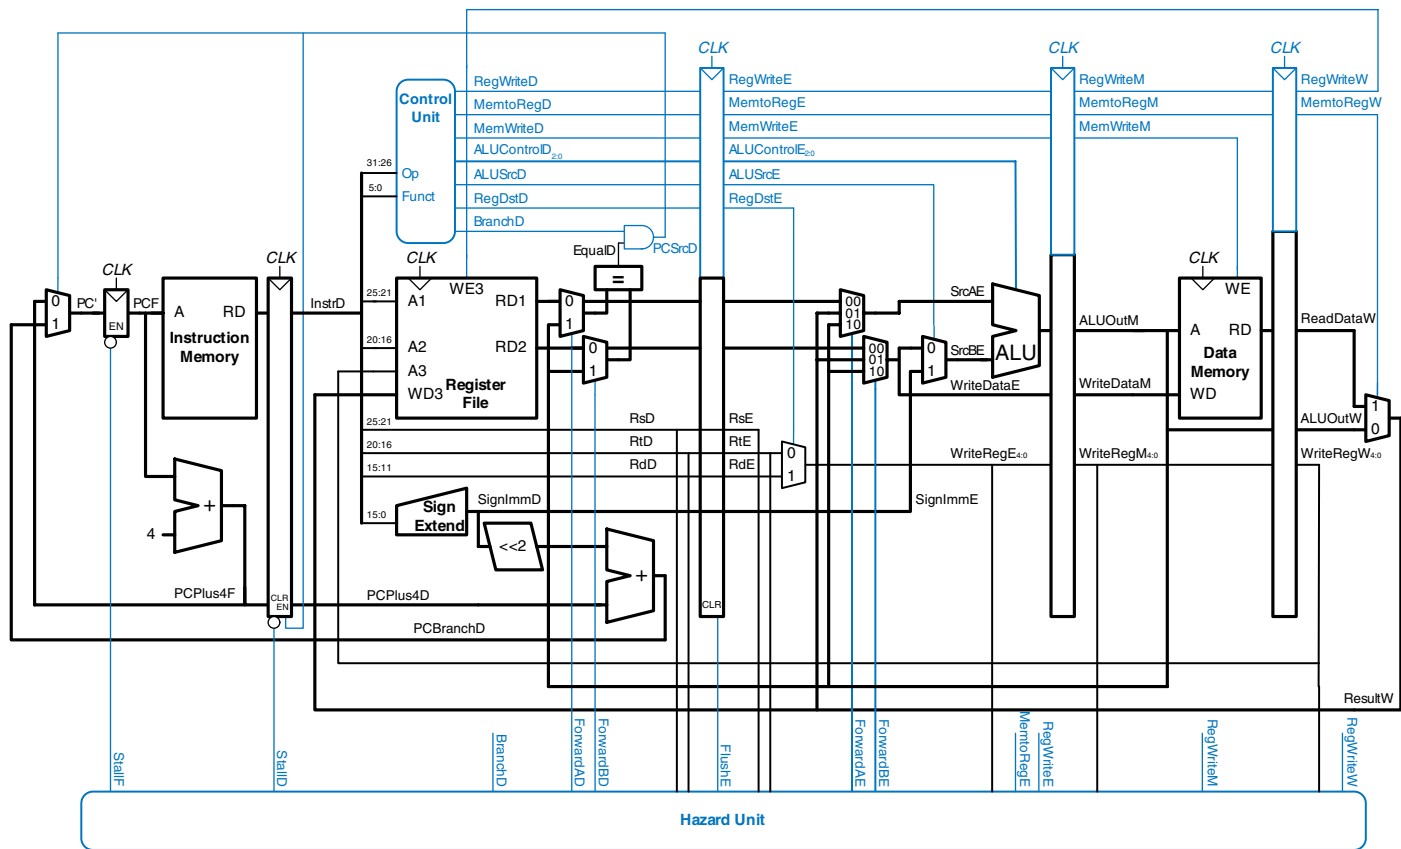 CLK
CLK
CLK
Control
Unit
RegWriteD
RegWriteE
RegWriteM
RegWriteW
MemtoRegD
MemtoRegE
MemtoRegM
MemtoRegW
MemWriteD
MemWriteE
MemWriteM
ALUControlD2:0
ALUControlE2:0
31:26
Op
ALUSrcD
ALUSrcE
5:0
Funct
RegDstD
RegDstE
BranchD
EqualD
PCSrcD
CLK
CLK
CLK
CLK
=
0
1
PC'
EN
PCF
A
RD
Instruction
Memory
InstrD
25:21
A1
WE3
RD1
0
1
00
01
10
SrcAE
20:16
A2
RD2
0
1
00
01
10
0
1
SrcBE
ALU
ALUOutM
WE
A
RD
Data
Memory
WD
ReadDataW
A3
WD3
Register
File
WriteDataE
WriteDataM
1
0
ALUOutW
25:21
RsD
RsE
20:16
RtD
RtE
0
15:11
RdD
RdE
1
WriteRegE4:0
WriteRegM4:0
WriteRegW4:0
15:0
Sign
Extend
SignImmD
SignImmE
+
4
<<2
+
PCPlus4F
CLR
EN
PCPlus4D
CLR
PCBranchD
ResultW
StallF
StallD
BranchD
ForwardAD
ForwardBD
FlushE
ForwardAE
ForwardBE
MemtoRegE
RegWriteE
RegWriteM
RegWriteW
Hazard Unit